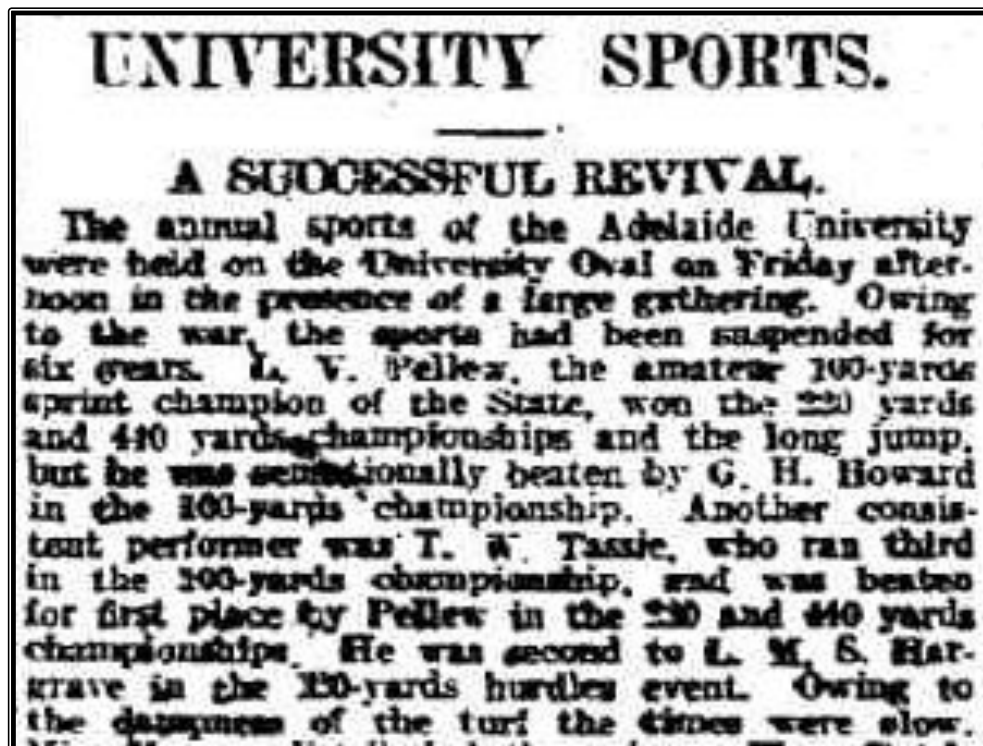 UNIVERSITY SPORTS.
A SUCCESSFUL REVIVAL.
The annual sports of the Adelaide University
were held on the University Oval on Friday after-
noon in the presence of a large gathering. Owing
to the war, the sports had been suspended for
six years. L. V. Pellew, the amateur 100-yards
sprint champion of the State, won the 220 yards
and 440 yards championships and the long jump,
but he was sensationally beaten by G. H. Howard
in the 100-yards championship. Another consis-
tent performer was T. W. Tassie, who ran third
in the 100-yards championship, and was beaten
for first place by Pellew in the 220 and 440 yards
championships. He was second to L. M. S. Har-
grave in the hurdles event. Owing to
the dampness of the turf the times were slow.